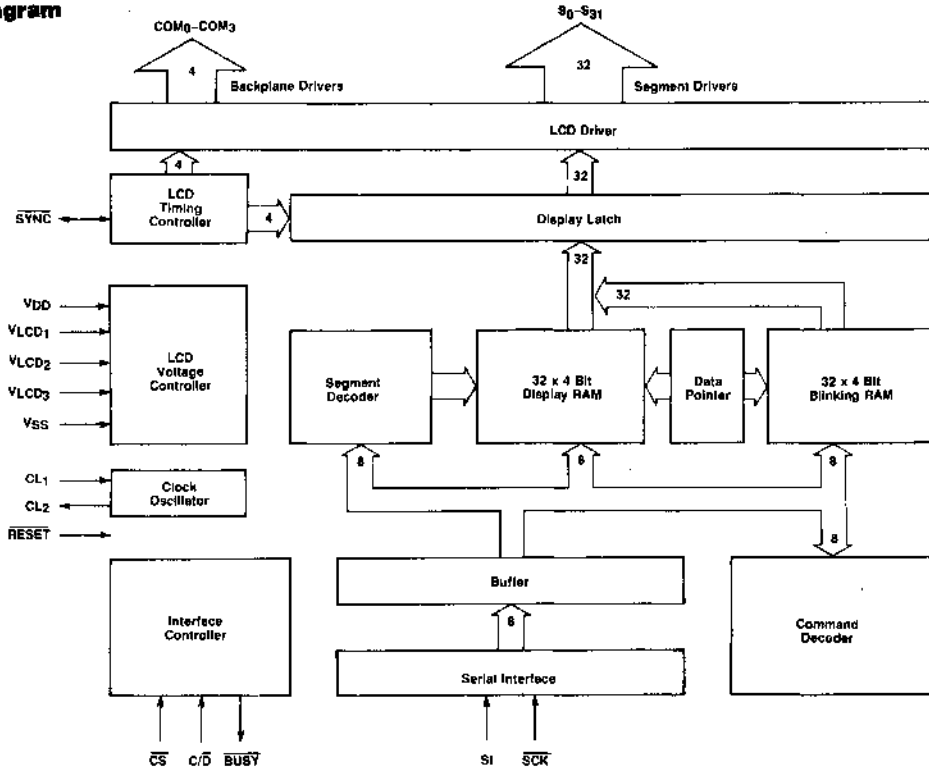 gram
COM0–COM3
S0–S31
4
32
Backplane Drivers
Segment Drivers
LCD Driver
4
32
LCD
Timing
Controller
SYNC
4
Display Latch
32
32
VDD
VLCD1
VLCD2
VLCD3
VSS
LCD
Voltage
Controller
Segment
Decoder
32 x 4 Bit
Display RAM
Data
Pointer
32 x 4 Bit
Blinking RAM
8
8
8
CL1
CL2
Clock
Oscillator
RESET
8
Interface
Controller
Buffer
Command
Decoder
8
Serial Interface
CS
C/D
BUSY
SI
SCK